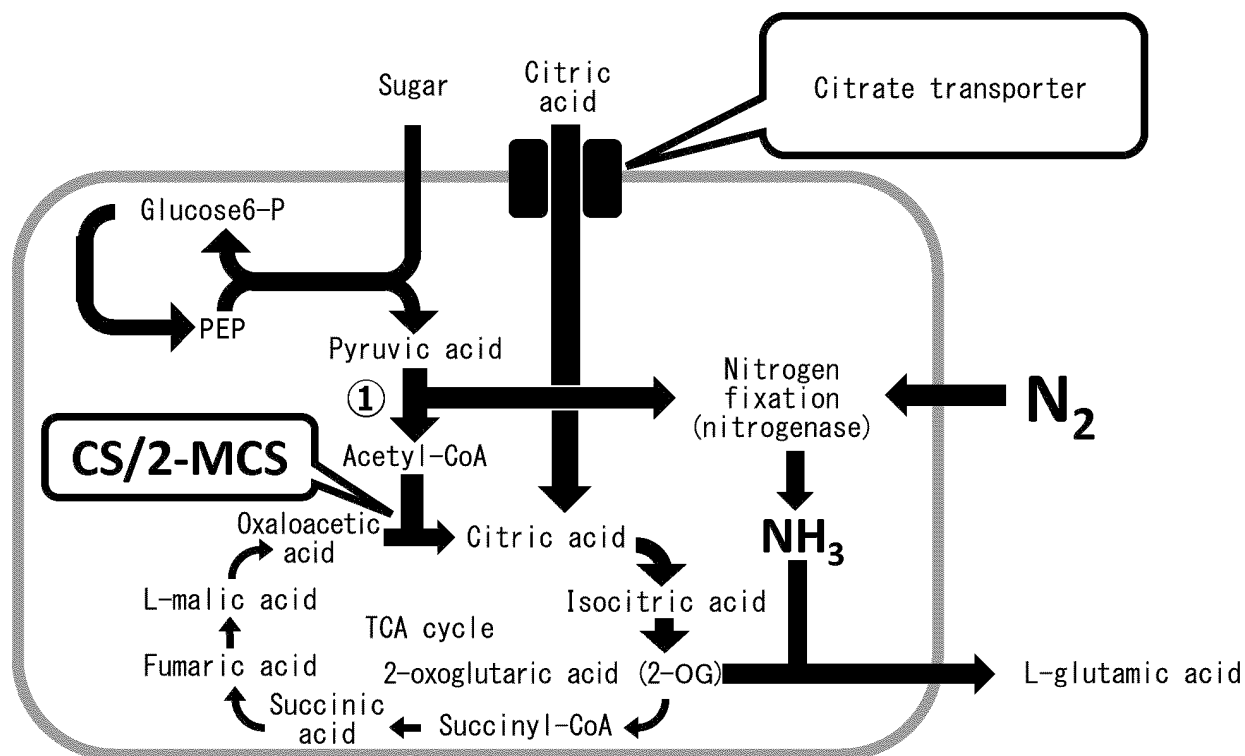 Sugar
Citric
acid
Citrate transporter
Glucose6-P
PEP
Pyruvic acid
①
Nitrogen
fixation
(nitrogenase)
N2
CS/2-MCS
Acetyl-CoA
Oxaloacetic
acid
Citric acid
NH3
L-malic acid
Isocitric acid
TCA cycle
Fumaric acid
2-oxoglutaric acid (2-OG)
L-glutamic acid
Succinic
acid
Succinyl-CoA